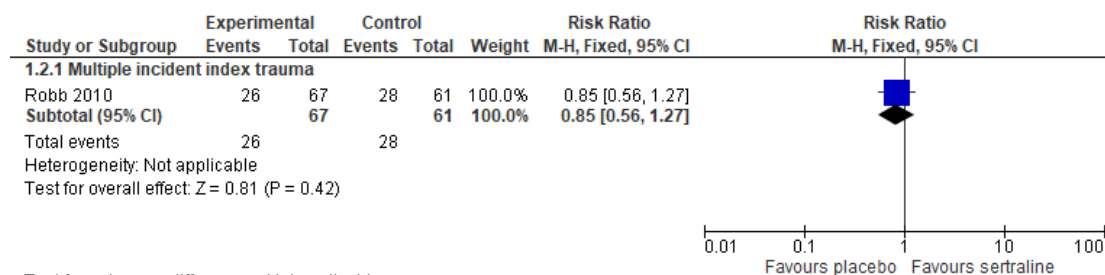 Experimental Control Risk Ratio Risk Ratio
Study or Subgroup Events Total Events Total Weight M-H, Fixed, 95% CI M-H, Fixed, 95% CI
1.2.1 Multiple incident index trauma
Robb 2010 26 67 28 61 100.0% 0.85 [0.56, 1.27]
Subtotal (95% CI) 67 61 100.0% 0.85 [0.56, 1.27]
Total events 26 28
Heterogeneity: Not applicable
Test for overall effect: Z = 0.81 (P = 0.42)
0.01 0.1 1 10 100
Favours placebo Favours sertraline